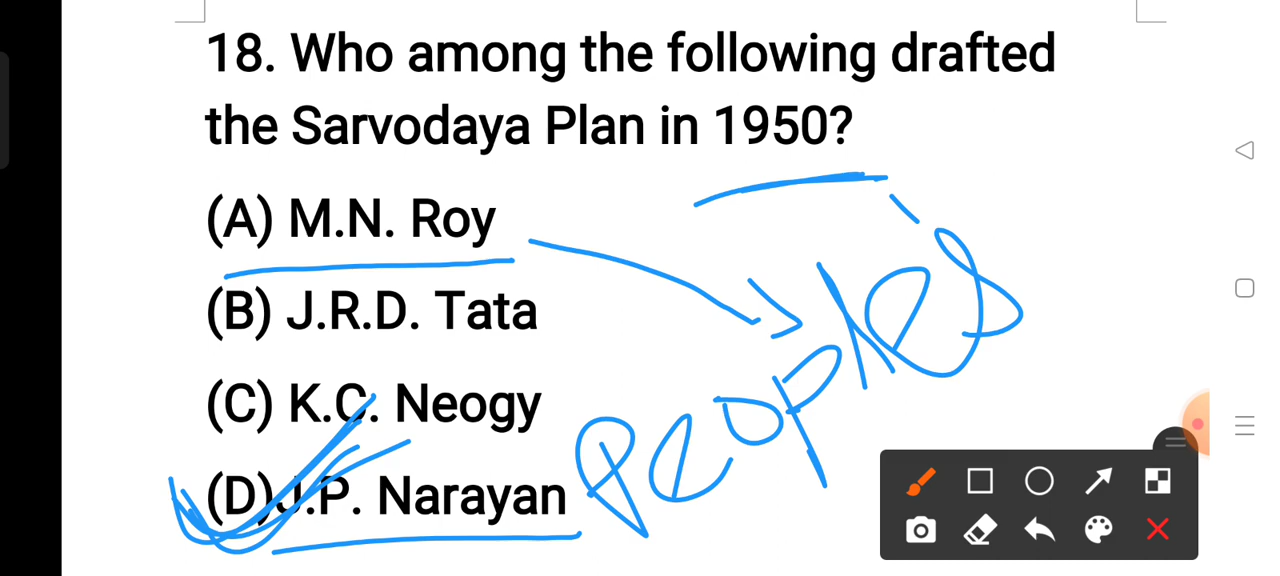 18. Who among the following drafted
the Sarvodaya Plan in 1950?
(A) M.N. Roy
(B) J.R.D. Tata
(C) K.C. Neogy
(D) J.P. Narayan
peoples